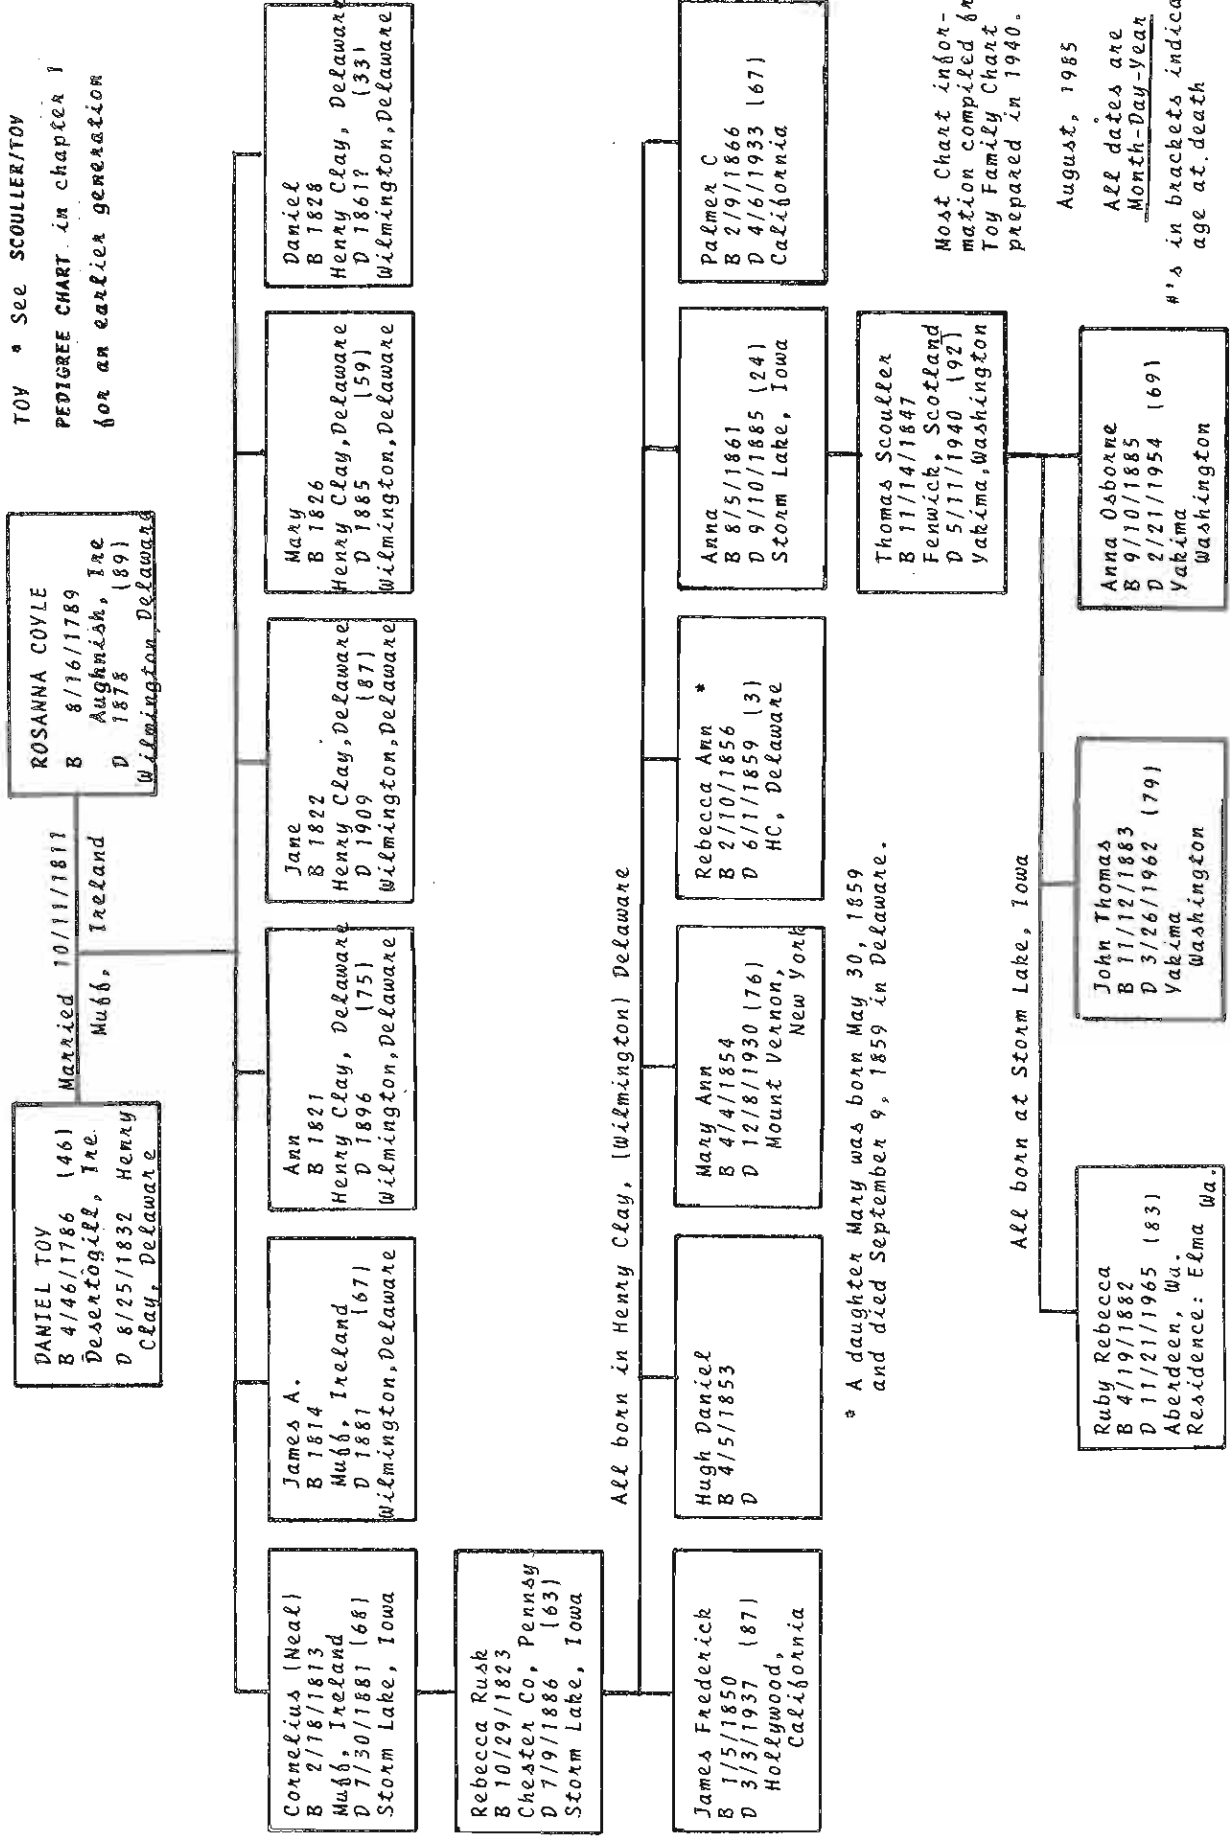 TOY * See SCOULLER/TOY
PEDIGREE CHART in chapter 1
for an earlier generation
DANIEL TOY
B 4/46/1786 (46)
Desertogill, Ire.
D 8/25/1832 Henry
Clay, Delaware
Married 10/11/1811
Muff, Ireland
ROSANNA COYLE
B 8/16/1789
Aughnish, Ire
D 1878 (89)
Wilmington, Delaware
Cornelius (Neal)
B 2/18/1813
Muff, Ireland
D 7/30/1881 (68)
Storm Lake, Iowa
James A.
B 1814
Muff, Ireland
D 1881 (67)
Wilmington, Delaware
Ann
B 1821
Henry Clay, Delaware
D 1896 (75)
Wilmington, Delaware
Jane
B 1822
Henry Clay, Delaware
D 1909 (87)
Wilmington, Delaware
Mary
B 1826
Henry Clay, Delaware
D 1885 (59)
Wilmington, Delaware
Daniel
B 1828
Henry Clay, Delaware
D 1861? (33)
Wilmington, Delaware
Rebecca Rusk
B 10/29/1823
Chester Co, Pennsy
D 7/9/1886 (63)
Storm Lake, Iowa
All born in Henry Clay, (Wilmington) Delaware
James Frederick
B 1/5/1850
D 3/3/1937 (87)
Hollywood,
California
Hugh Daniel
B 4/5/1853
D
Mary Ann
B 4/4/1854
D 12/8/1930 (76)
Mount Vernon,
New York
Rebecca Ann *
B 2/10/1856
D 6/1/1859 (3)
HC, Delaware
Anna
B 8/5/1861
D 9/10/1885 (24)
Storm Lake, Iowa
Palmer C
B 2/9/1866
D 4/6/1933 (67)
California
* A daughter Mary was born May 30, 1859
and died September 9, 1859 in Delaware.
Thomas Scouller
B 11/14/1847
Fenwick, Scotland
D 5/11/1940 (92)
Yakima, Washington
All born at Storm Lake, Iowa
Ruby Rebecca
B 4/19/1882
D 11/21/1965 (83)
Aberdeen, Wa.
Residence: Elma Wa.
John Thomas
B 11/12/1883
D 3/26/1962 (79)
Yakima
Washington
Anna Osborne
B 9/10/1885
D 2/21/1954 (69)
Yakima
Washington
Most Chart infor-
mation compiled fr
Toy Family Chart
prepared in 1940.
August, 1985
All dates are
Month-Day-Year
#'s in brackets indica
age at death